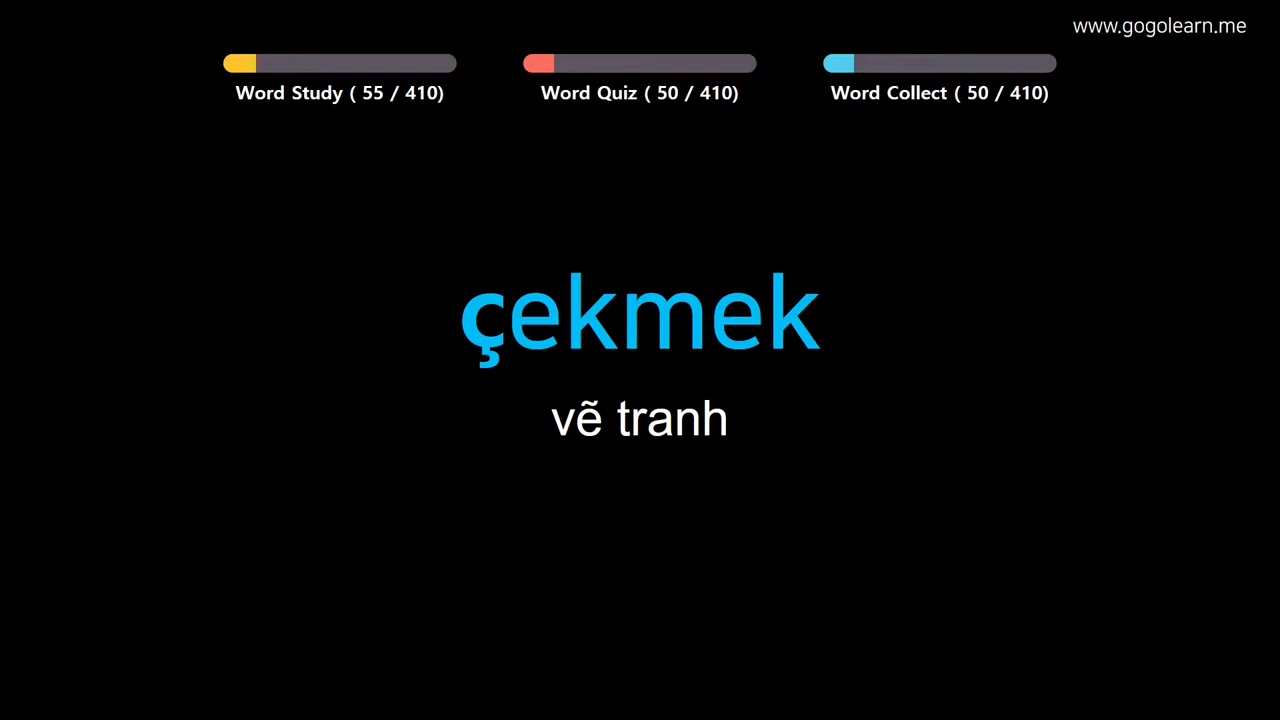 www.gogolearn.me
Word Study ( 55 / 410)
Word Quiz ( 50 / 410)
Word Collect ( 50 / 410)
çekmek
vẽ tranh